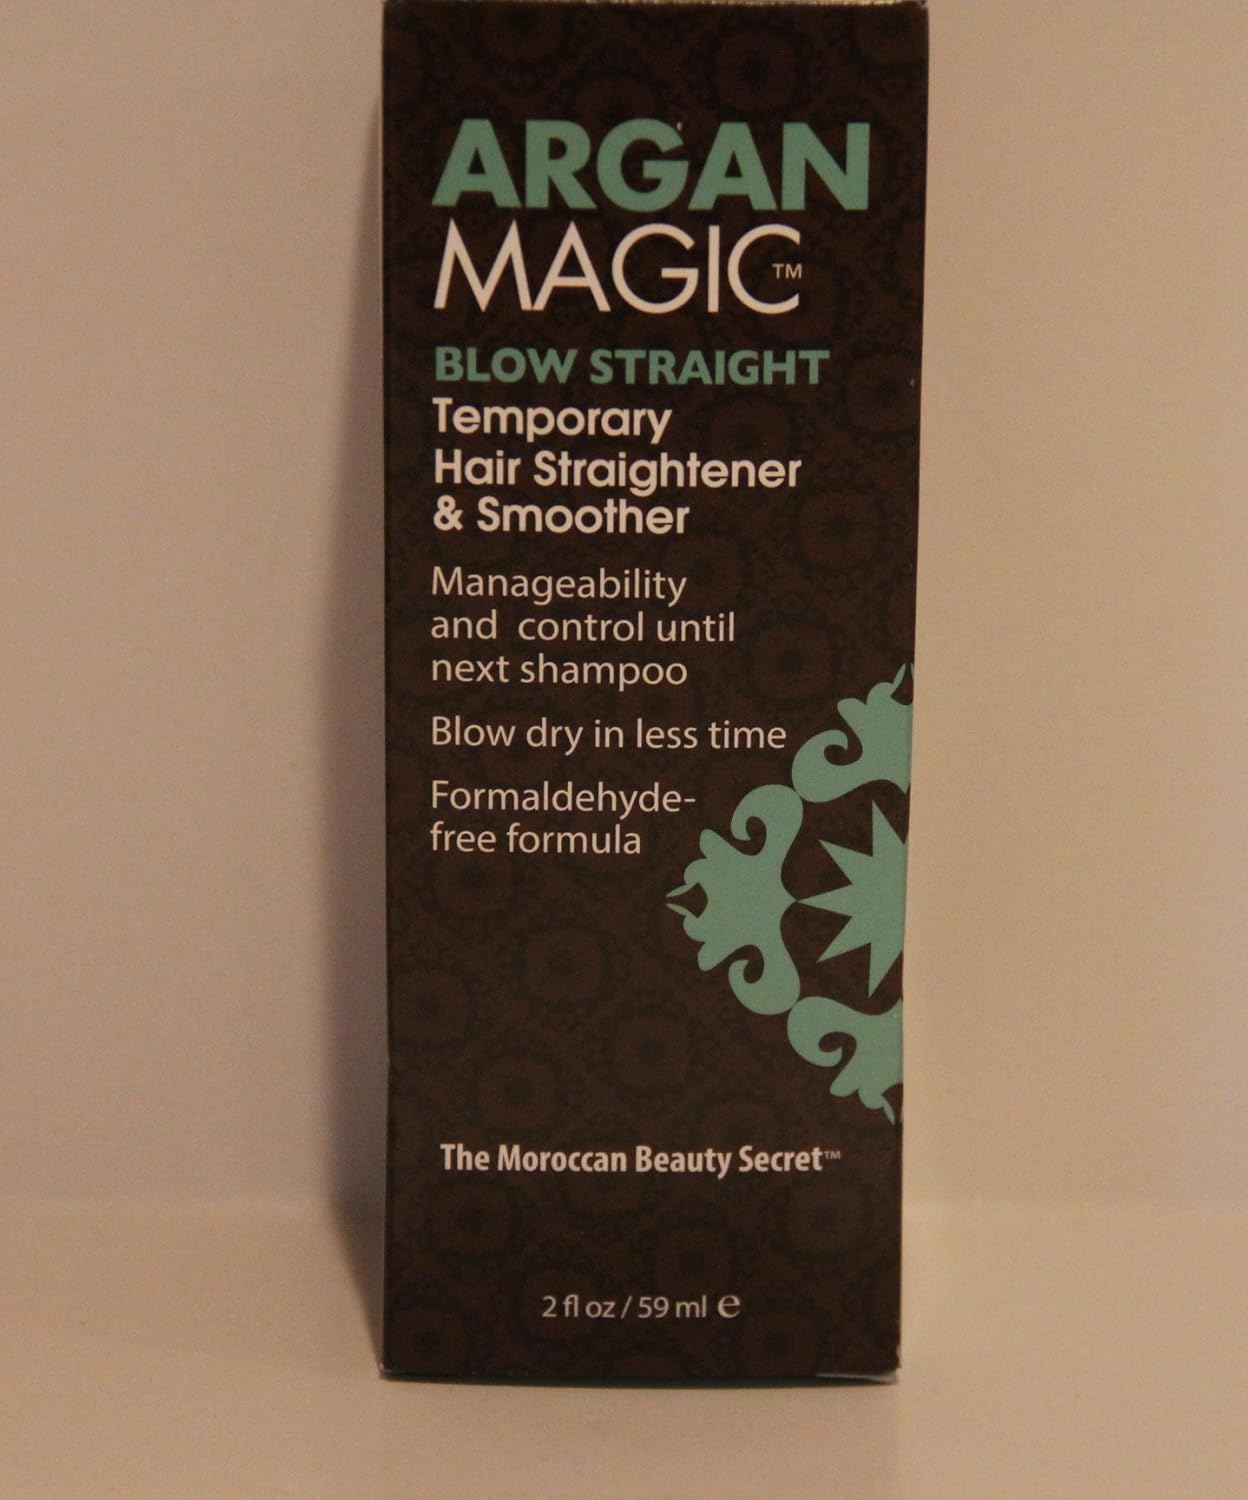 ARGAN
MAGIC™
BLOW STRAIGHT
Temporary
Hair Straightener
& Smoother
Manageability
and control until
next shampoo
Blow dry in less time
Formaldehyde-
free formula
The Moroccan Beauty Secret™
2 fl oz / 59 ml ℮